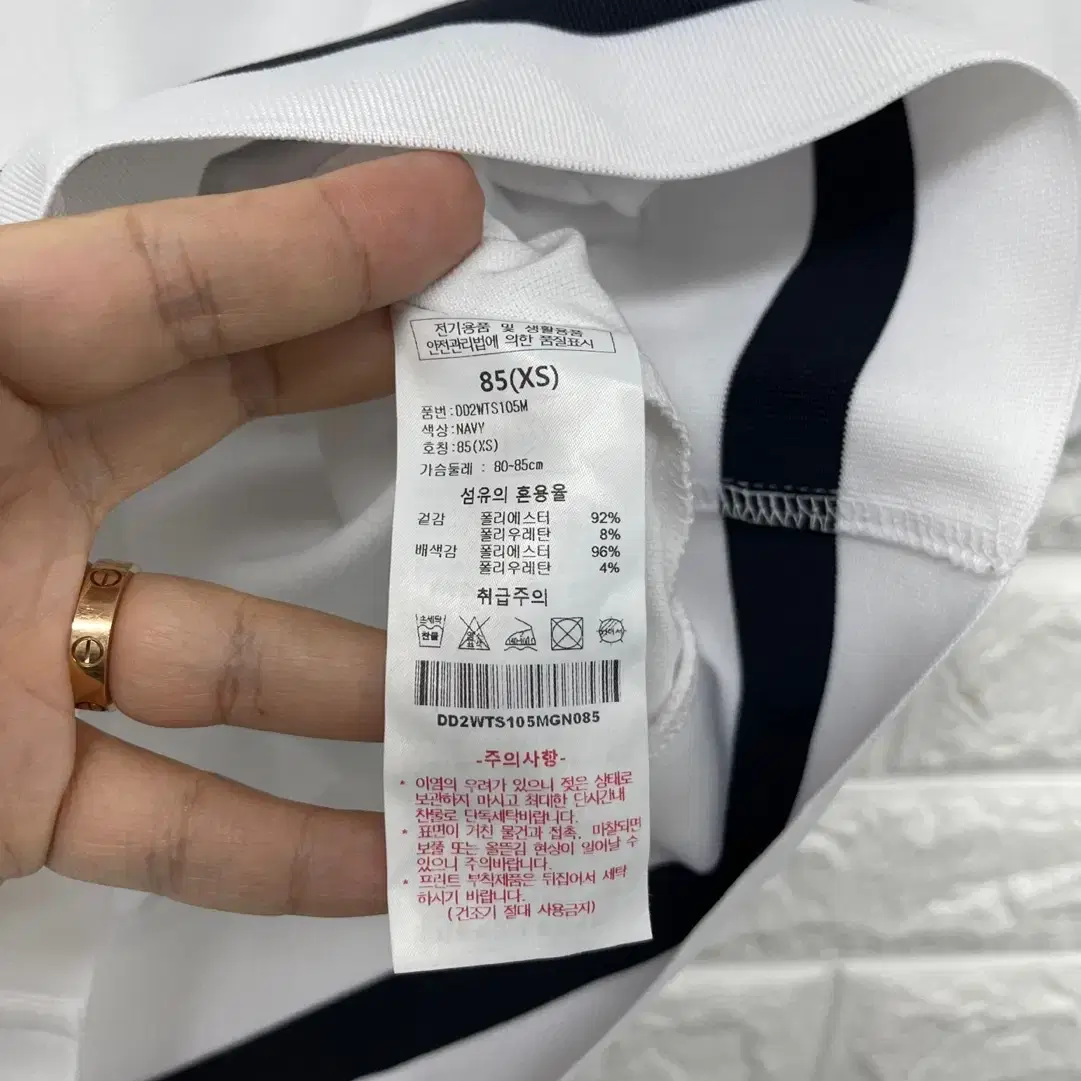 전기용품 및 생활용품
안전관리법에 의한 품질표시
85(XS)
품번:DD2WTS105M
색상:NAVY
호칭:85(XS)
가슴둘레 : 80-85cm
섬유의 혼용율
겉감 폴리에스터 92%
폴리우레탄 8%
배색감 폴리에스터 96%
폴리우레탄 4%
취급주의
손세탁
찬물
DD2WTS105MGN085
-주의사항-
* 이염의 우려가 있으니 젖은 상태로
보관하지 마시고 최대한 단시간내
찬물로 단독세탁바랍니다.
* 표면이 거친 물건과 접촉, 마찰되면
보풀 또는 올뜯김 현상이 일어날 수
있으니 주의바랍니다.
* 프린트 부착제품은 뒤집어서 세탁
하시기 바랍니다.
(건조기 절대 사용금지)